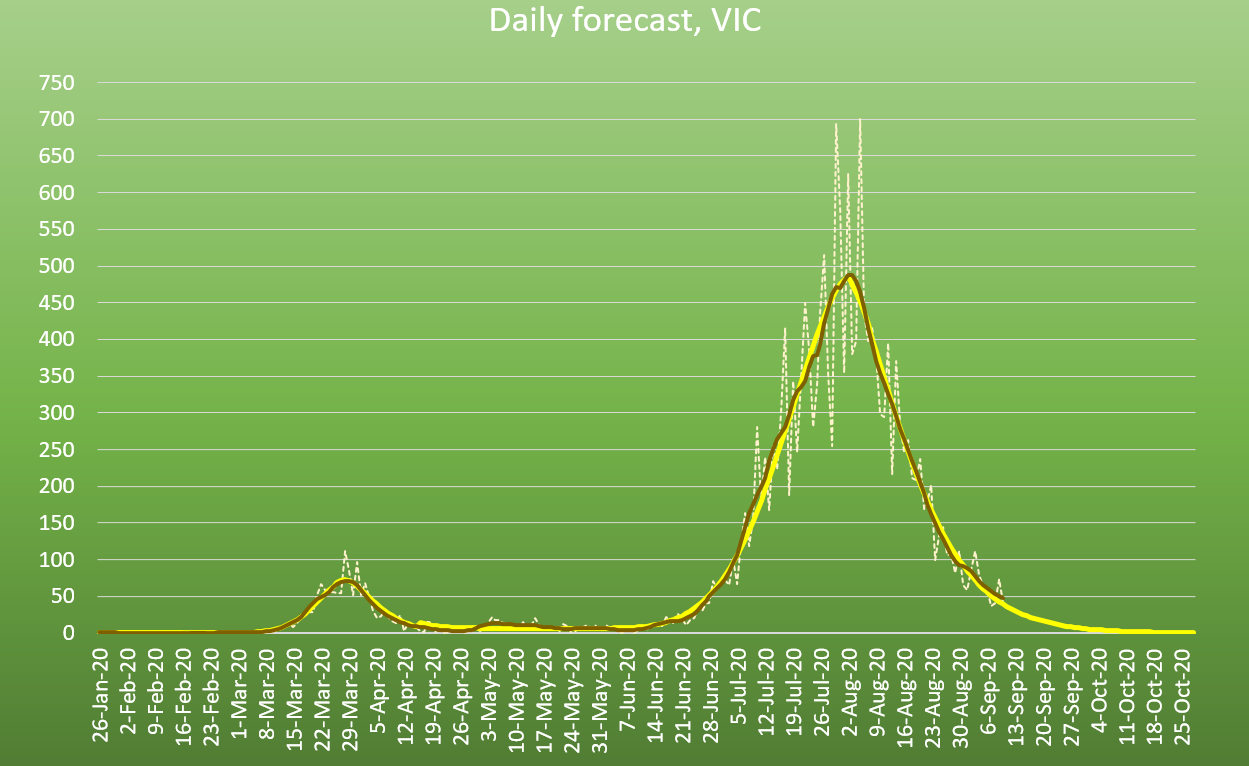 Daily forecast, VIC
750
700
650
600
550
500
450
400
350
300
250
200
150
100
50
0
26-Jan-20
2-Feb-20
9-Feb-20
16-Feb-20
23-Feb-20
1-Mar-20
8-Mar-20
15-Mar-20
22-Mar-20
29-Mar-20
5-Apr-20
12-Apr-20
19-Apr-20
26-Apr-20
3-May-20
10-May-20
17-May-20
24-May-20
31-May-20
7-Jun-20
14-Jun-20
21-Jun-20
28-Jun-20
5-Jul-20
12-Jul-20
19-Jul-20
26-Jul-20
2-Aug-20
9-Aug-20
16-Aug-20
23-Aug-20
30-Aug-20
6-Sep-20
13-Sep-20
20-Sep-20
27-Sep-20
4-Oct-20
11-Oct-20
18-Oct-20
25-Oct-20